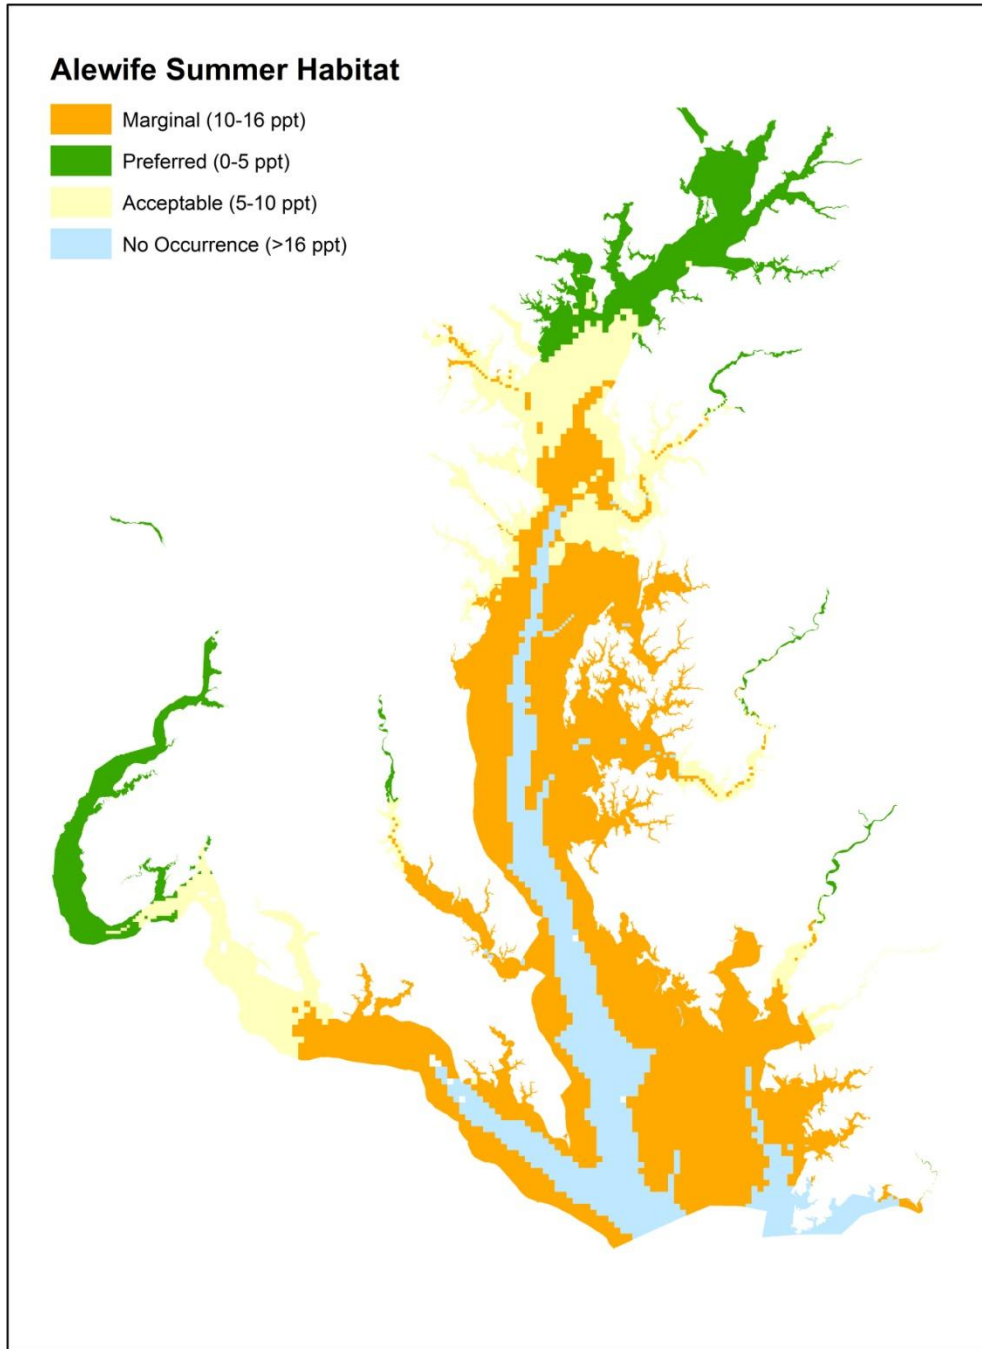 Alewife Summer Habitat
Marginal (10-16 ppt)
Preferred (0-5 ppt)
Acceptable (5-10 ppt)
No Occurrence (>16 ppt)